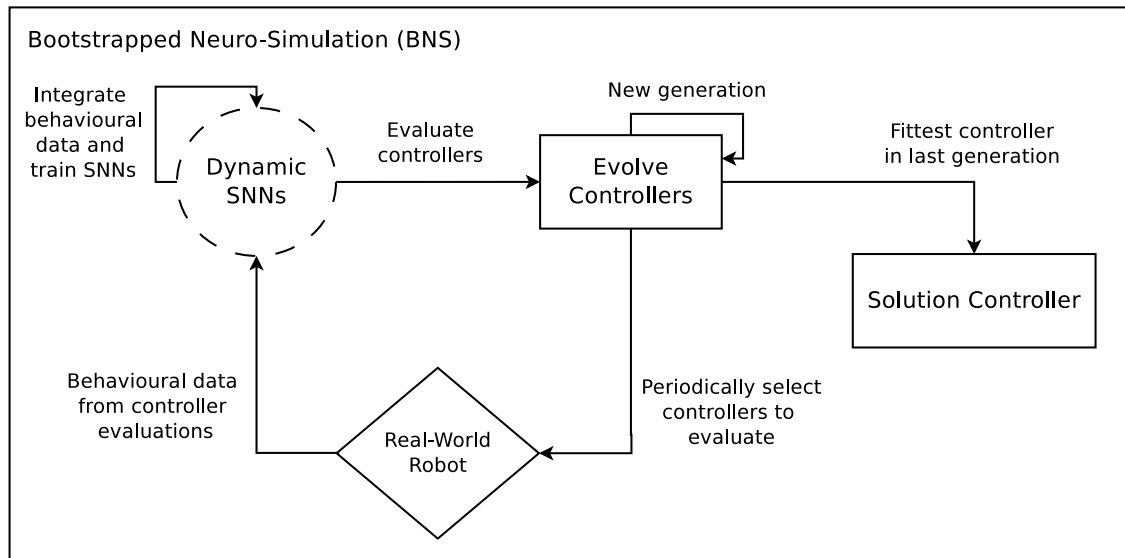 Bootstrapped Neuro-Simulation (BNS)
Integrate
behavioural
data and
train SNNs
Dynamic
SNNs
Evaluate
controllers
New generation
Evolve
Controllers
Fittest controller
in last generation
Solution Controller
Behavioural data
from controller
evaluations
Real-World
Robot
Periodically select
controllers to
evaluate